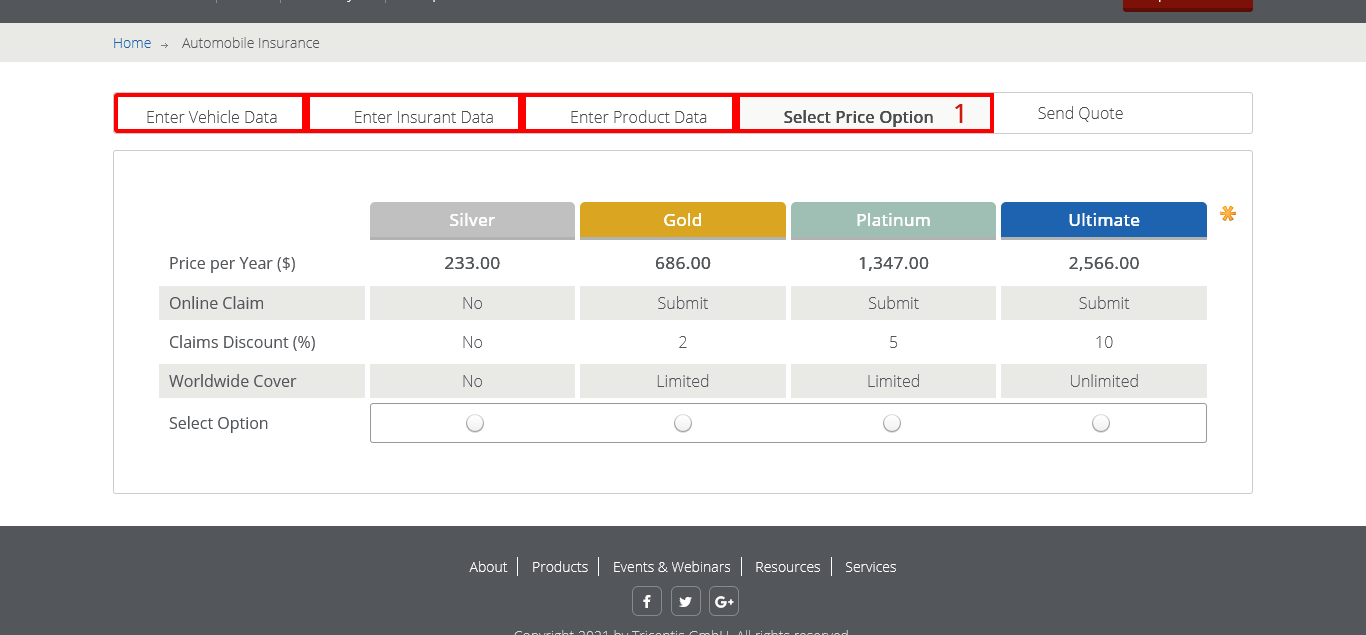 Home → Automobile Insurance
Enter Vehicle Data Enter Insurant Data Enter Product Data Select Price Option 1 Send Quote
Silver Gold Platinum Ultimate
Price per Year ($) 233.00 686.00 1,347.00 2,566.00
Online Claim No Submit Submit Submit
Claims Discount (%) No 2 5 10
Worldwide Cover No Limited Limited Unlimited
Select Option
About Products Events & Webinars Resources Services
f G+
Copyright 2021 by Tricentis GmbH. All rights reserved.